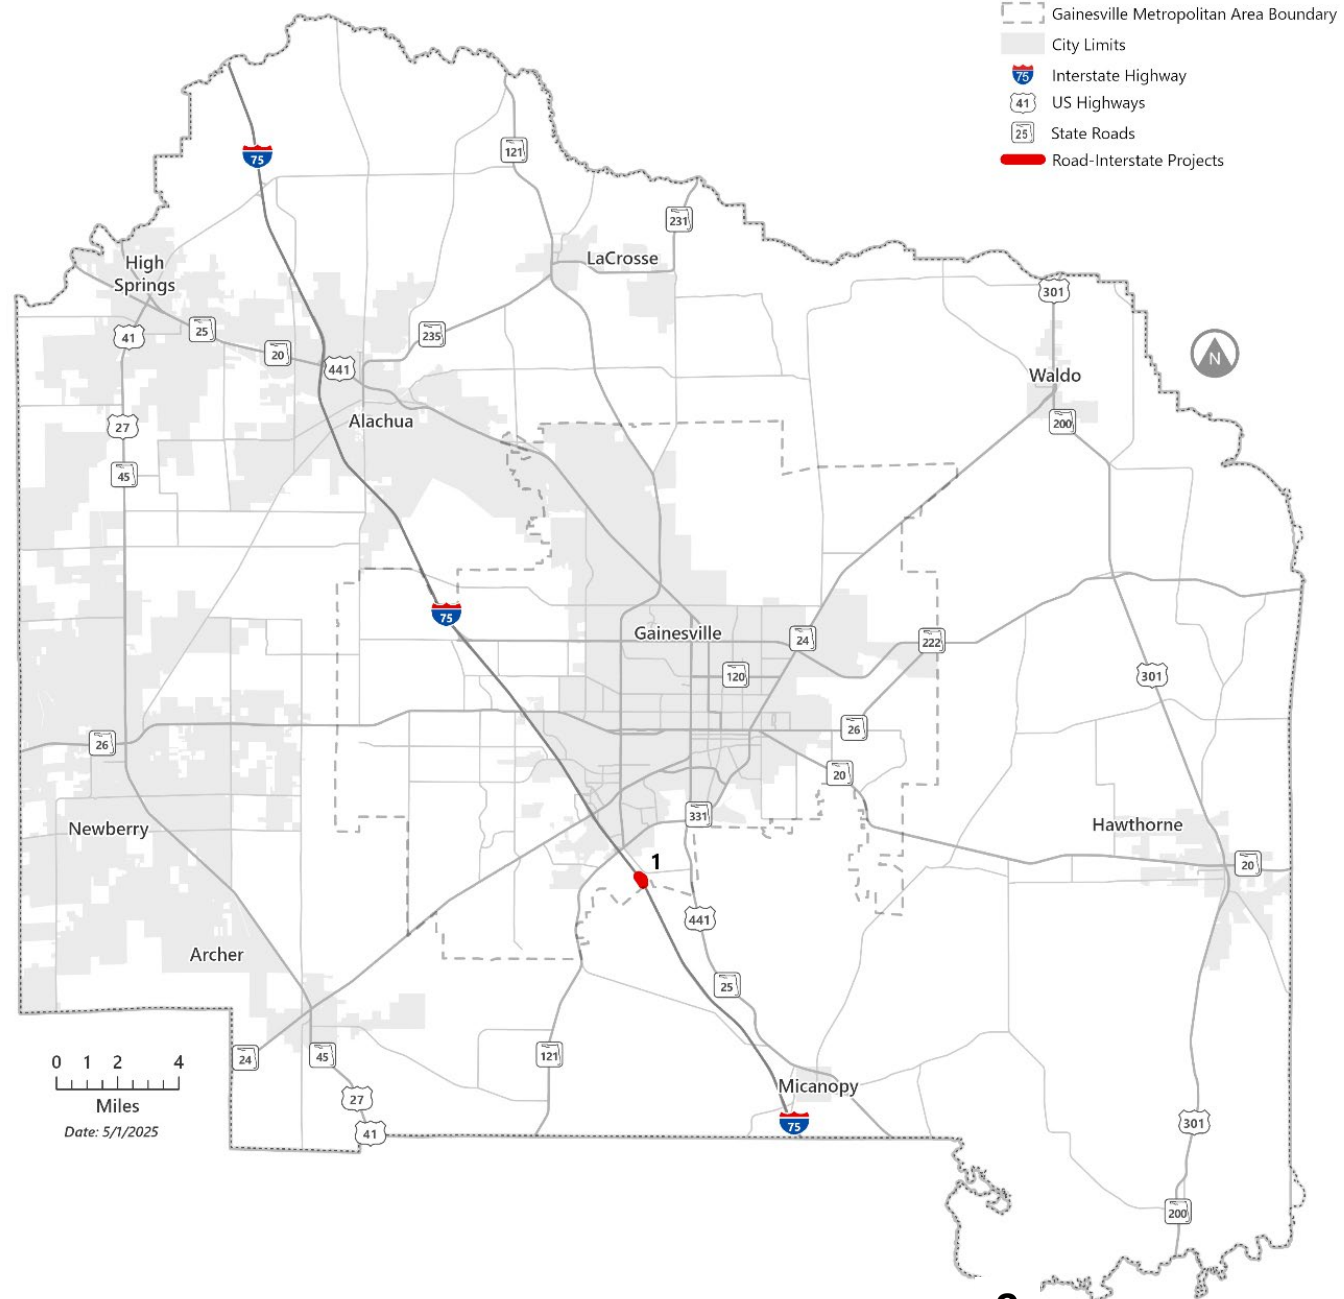 Gainesville Metropolitan Area Boundary
City Limits
75 Interstate Highway
41 US Highways
25 State Roads
Road-Interstate Projects
75
121
231
LaCrosse
High
Springs
301
41
25
20
235
441
N
Waldo
200
Alachua
27
45
75
Gainesville
24
222
120
301
26
26
20
331
Newberry
Hawthorne
20
1
441
Archer
25
0 1 2 4
Miles
Date: 5/1/2025
24
45
121
27
41
Micanopy
75
301
200